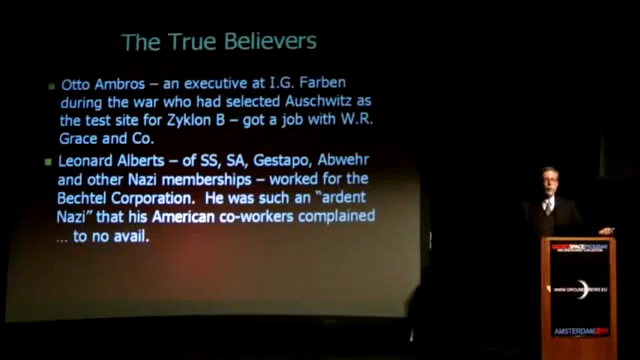 The True Believers
Otto Ambros – an executive at I.G. Farben
during the war who had selected Auschwitz as
the test site for Zyklon B – got a job with W.R.
Grace and Co.
Leonard Alberts – of SS, SA, Gestapo, Abwehr
and other Nazi memberships – worked for the
Bechtel Corporation. He was such an "ardent
Nazi" that his American co-workers complained
… to no avail.
SPACE PROGRAM
AMSTERDAM 2011